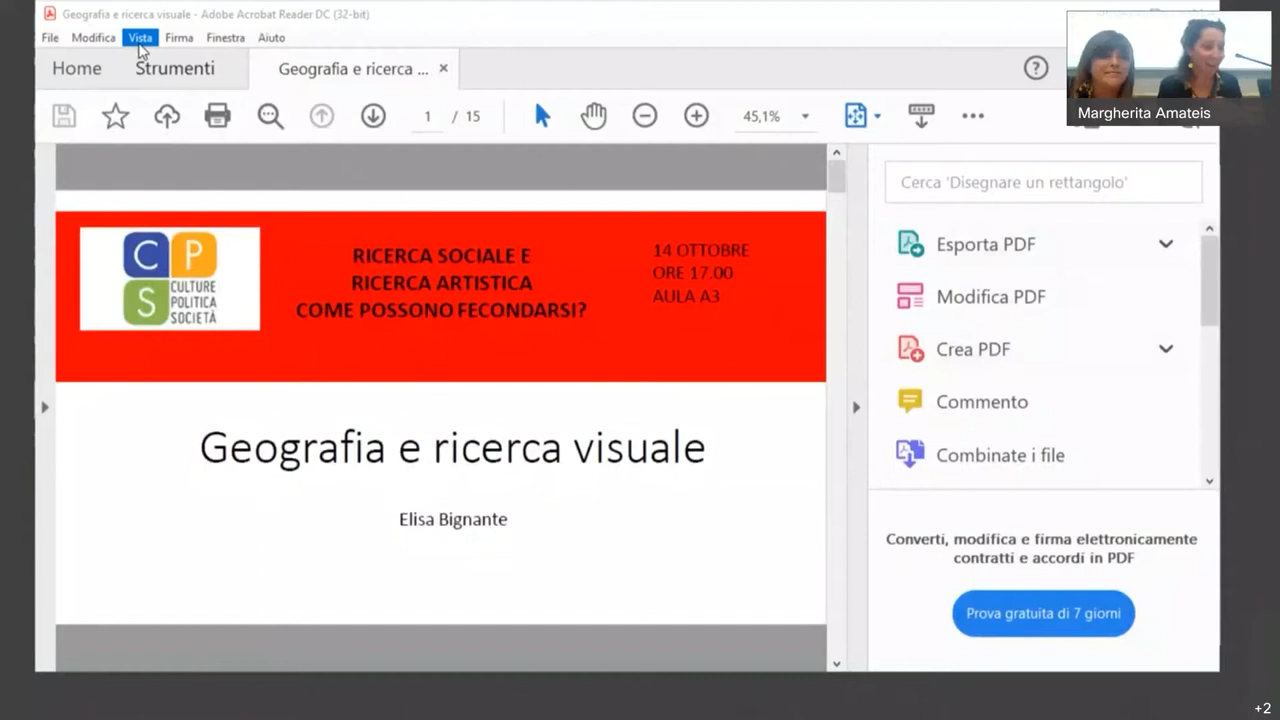 Geografia e ricerca visuale - Adobe Acrobat Reader DC (32-bit)
File Modifica Vista Firma Finestra Aiuto
Home Strumenti Geografia e ricerca ... ×
Margherita Amateis
1 / 15 45,1%
Cerca 'Disegnare un rettangolo'
C P S
CULTURE
POLITICA
SOCIETÀ
RICERCA SOCIALE E
RICERCA ARTISTICA
COME POSSONO FECONDARSI?
14 OTTOBRE
ORE 17.00
AULA A3
Geografia e ricerca visuale
Elisa Bignante
Esporta PDF
Modifica PDF
Crea PDF
Commento
Combinate i file
Converti, modifica e firma elettronicamente
contratti e accordi in PDF
Prova gratuita di 7 giorni
+2